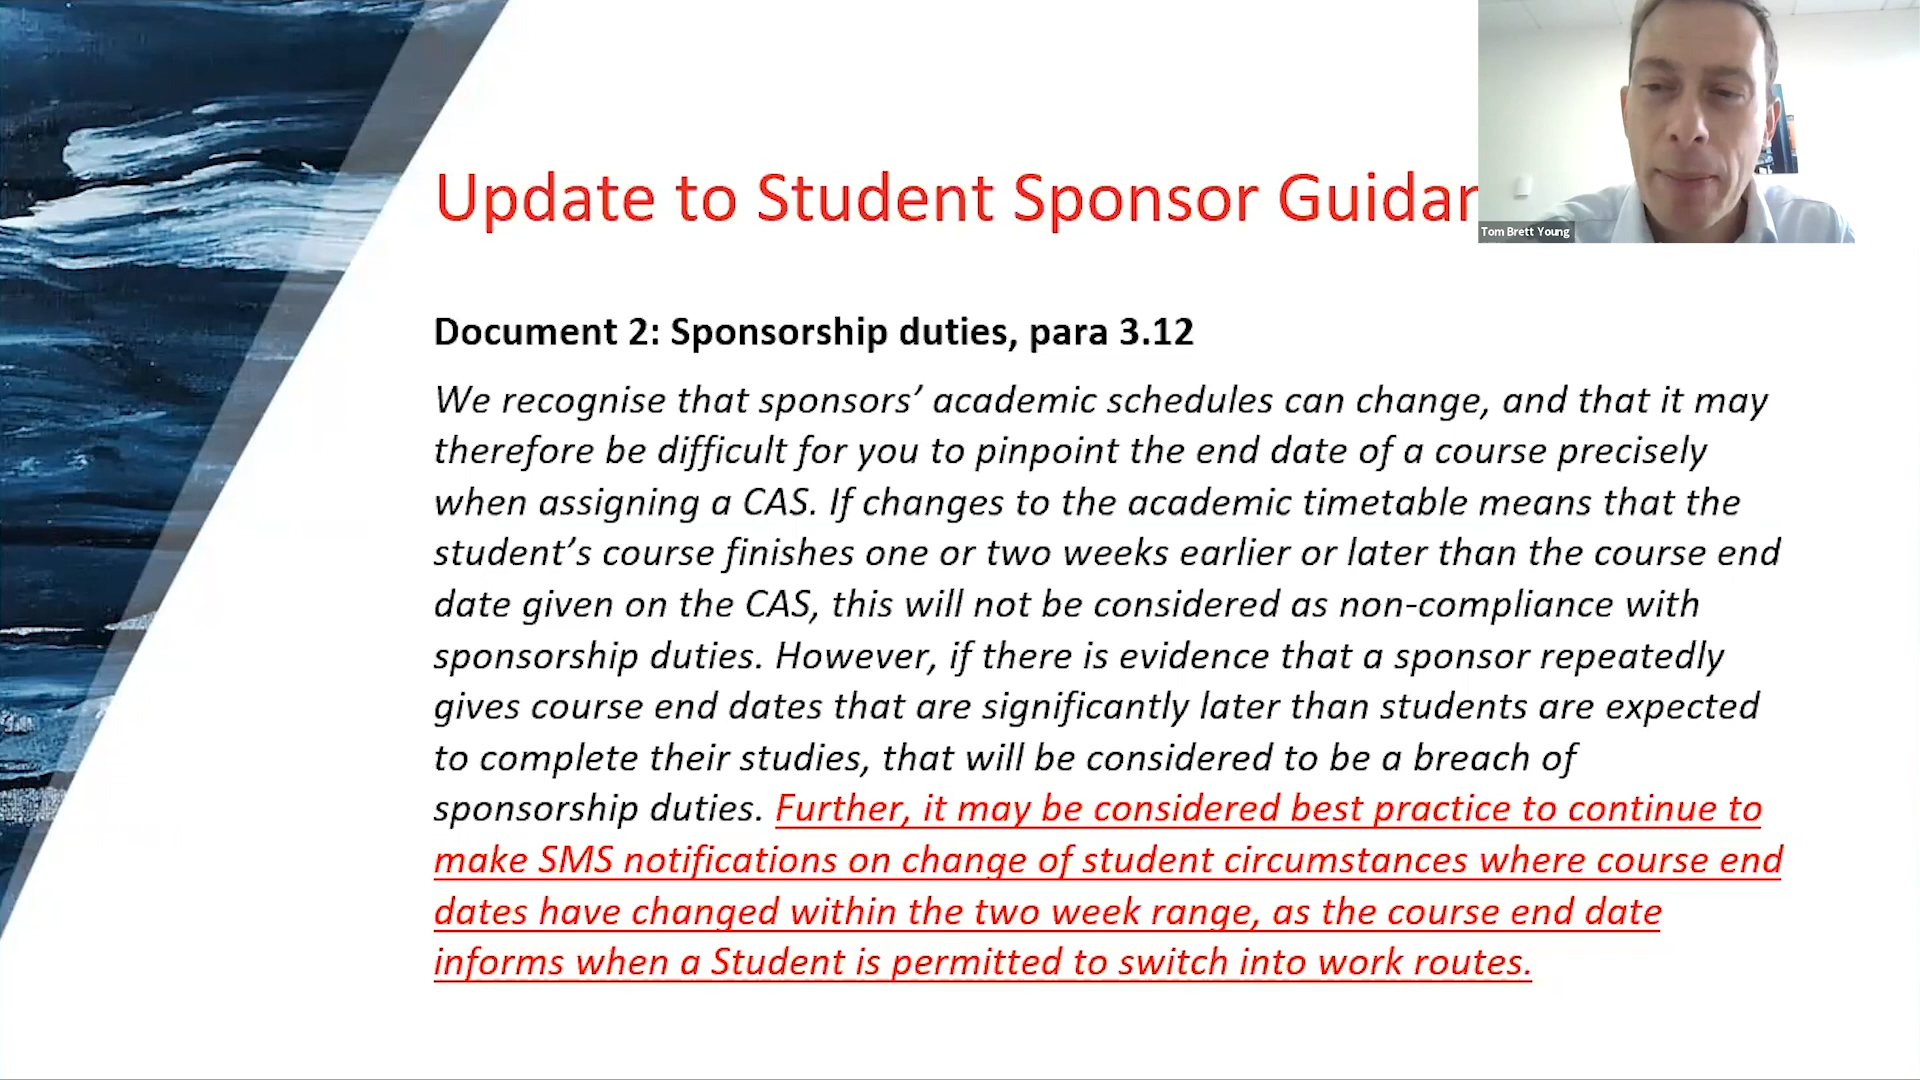 Update to Student Sponsor Guidan
Tom Brett Young
Document 2: Sponsorship duties, para 3.12
We recognise that sponsors’ academic schedules can change, and that it may
therefore be difficult for you to pinpoint the end date of a course precisely
when assigning a CAS. If changes to the academic timetable means that the
student’s course finishes one or two weeks earlier or later than the course end
date given on the CAS, this will not be considered as non-compliance with
sponsorship duties. However, if there is evidence that a sponsor repeatedly
gives course end dates that are significantly later than students are expected
to complete their studies, that will be considered to be a breach of
sponsorship duties. Further, it may be considered best practice to continue to
make SMS notifications on change of student circumstances where course end
dates have changed within the two week range, as the course end date
informs when a Student is permitted to switch into work routes.